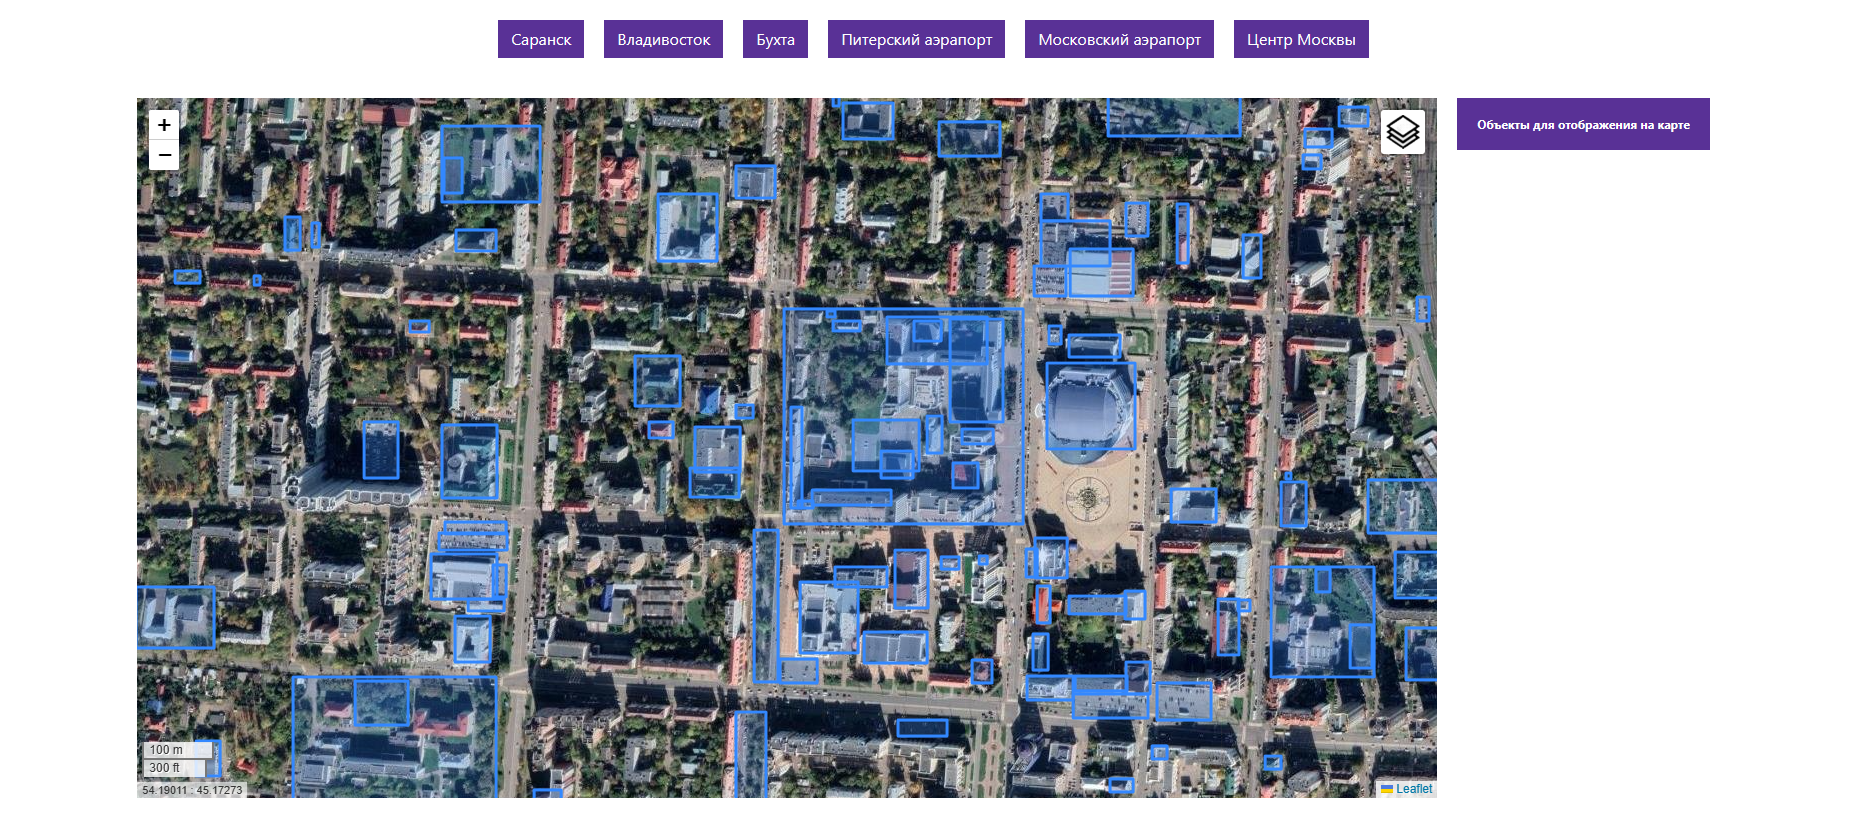 Саранск
Владивосток
Бухта
Питерский аэрапорт
Московский аэрапорт
Центр Москвы
+
−
Объекты для отображения на карте
100 m
300 ft
54.19011 : 45.17273
Leaflet